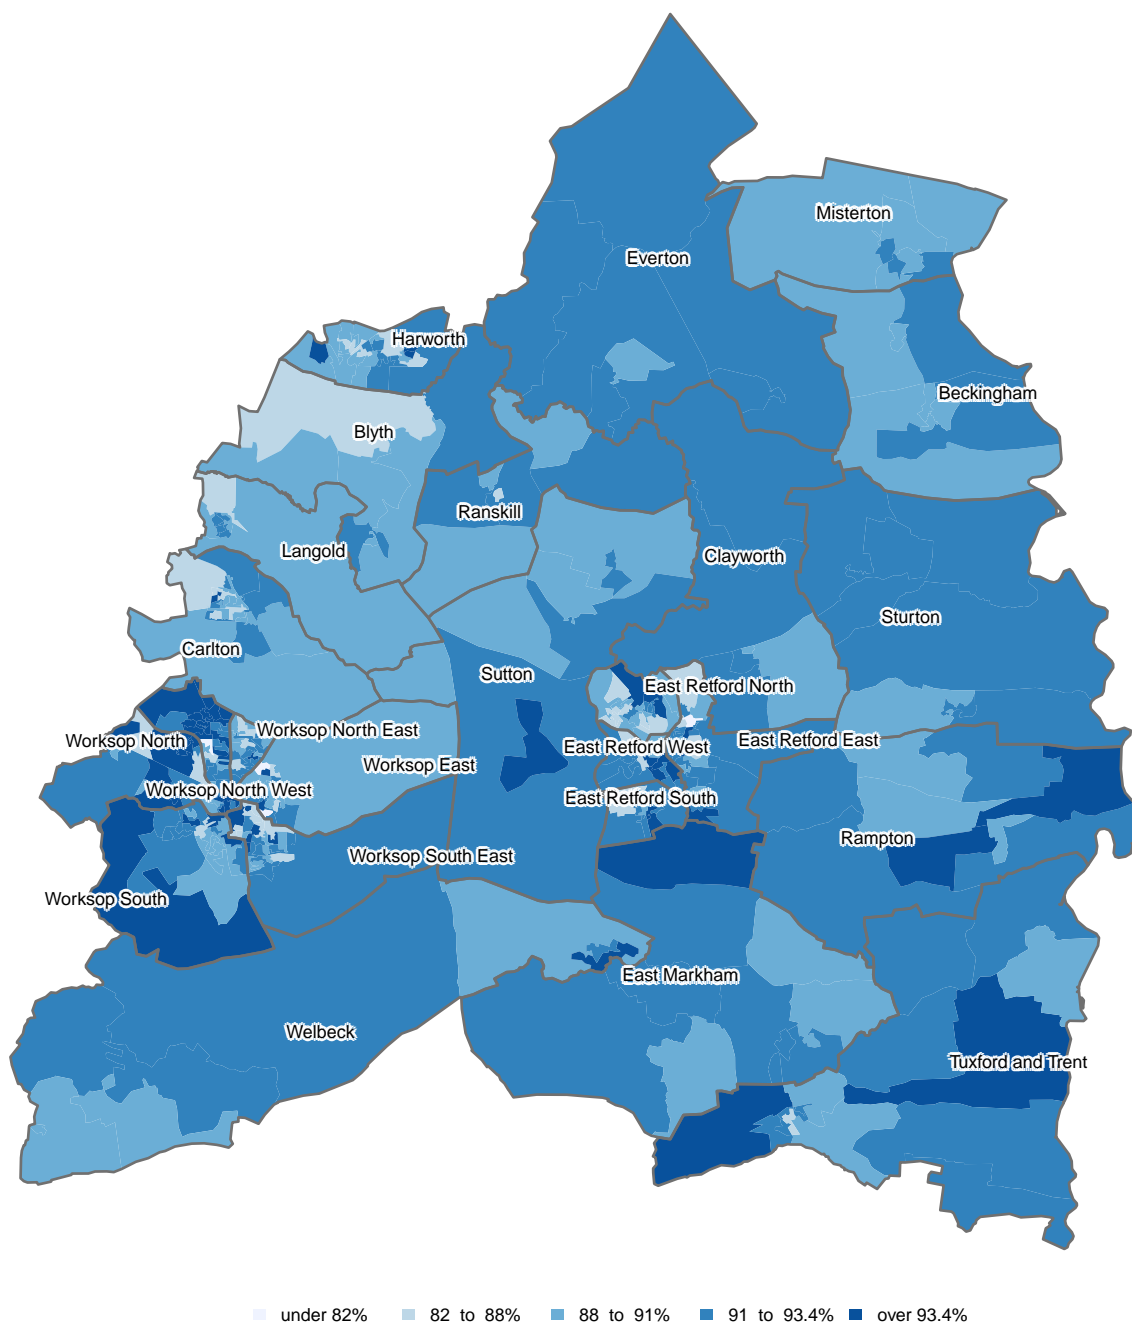 Misterton
Everton
Harworth
Beckingham
Blyth
Ranskill
Langold
Clayworth
Sturton
Carlton
Sutton
East Retford North
Worksop North East
Worksop North
East Retford West
East Retford East
Worksop East
Worksop North West
East Retford South
Rampton
Worksop South East
Worksop South
East Markham
Welbeck
Tuxford and Trent
under 82%
82 to 88%
88 to 91%
91 to 93.4%
over 93.4%